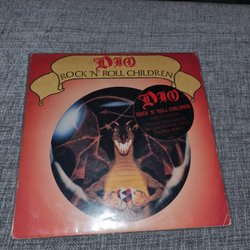 DIO
ROCK 'N' ROLL CHILDREN
DIO
ROCK 'N' ROLL CHILDREN